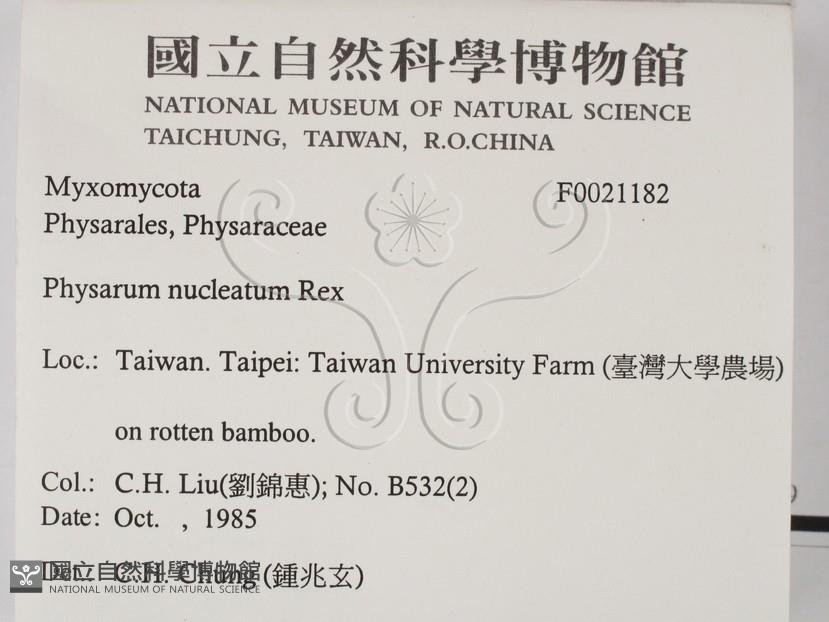 國立自然科學博物館
NATIONAL MUSEUM OF NATURAL SCIENCE
TAICHUNG, TAIWAN, R.O.CHINA
Myxomycota F0021182
Physarales, Physaraceae
Physarum nucleatum Rex
Loc.: Taiwan. Taipei: Taiwan University Farm (臺灣大學農場)
on rotten bamboo.
Col.: C.H. Liu(劉錦惠); No. B532(2)
Date: Oct. , 1985
C.H. Chung (鍾兆玄)
國立自然科學博物館
NATIONAL MUSEUM OF NATURAL SCIENCE